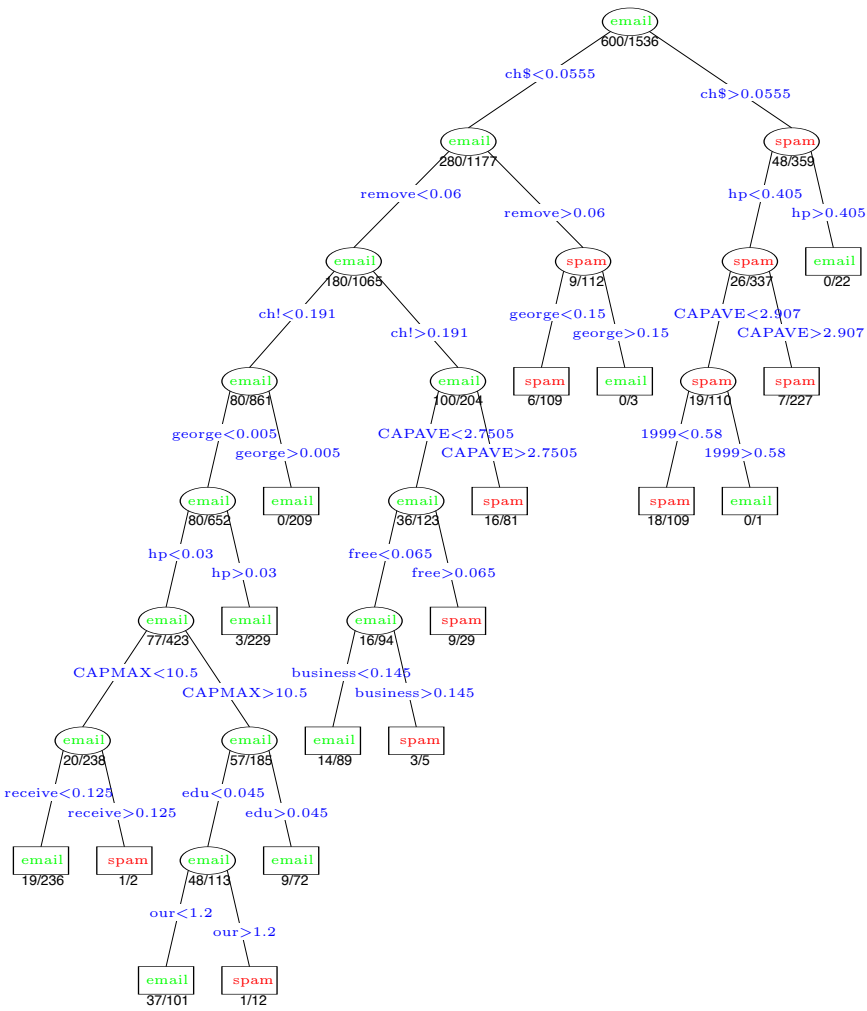 email
600/1536
ch$<0.0555
ch$>0.0555
email
280/1177
spam
48/359
remove<0.06
remove>0.06
hp<0.405
hp>0.405
email
180/1065
spam
9/112
spam
26/337
email
0/22
ch!<0.191
ch!>0.191
george<0.15
george>0.15
CAPAVE<2.907
CAPAVE>2.907
email
80/861
email
100/204
spam
6/109
email
0/3
spam
19/110
spam
7/227
george<0.005
george>0.005
CAPAVE<2.7505
CAPAVE>2.7505
1999<0.58
1999>0.58
email
80/652
email
0/209
email
36/123
spam
16/81
spam
18/109
email
0/1
hp<0.03
hp>0.03
free<0.065
free>0.065
email
77/423
email
3/229
email
16/94
spam
9/29
CAPMAX<10.5
CAPMAX>10.5
business<0.145
business>0.145
email
20/238
email
57/185
email
14/89
spam
3/5
receive<0.125
receive>0.125
edu<0.045
edu>0.045
email
19/236
spam
1/2
email
48/113
email
9/72
our<1.2
our>1.2
email
37/101
spam
1/12